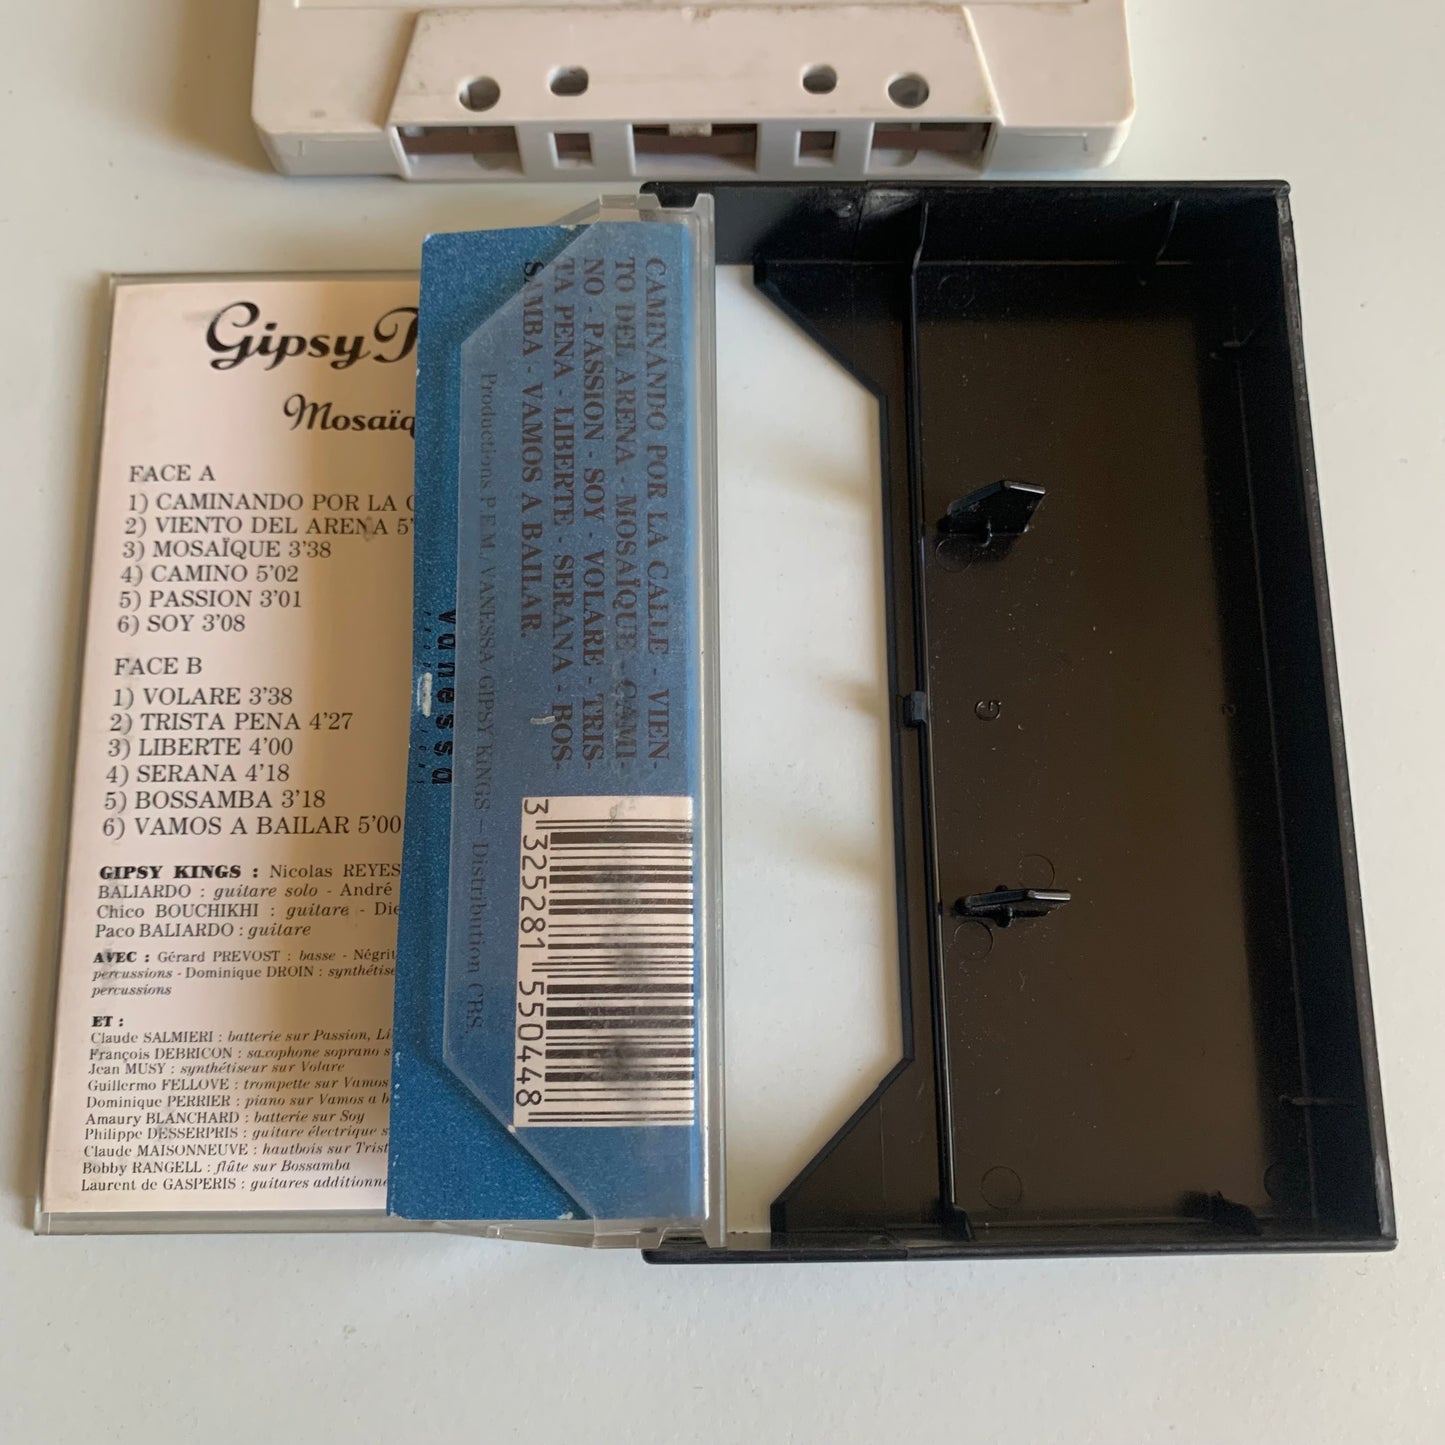 Gipsy
Mosaïq
FACE A
1) CAMINANDO POR LA C
2) VIENTO DEL ARENA 5'
3) MOSAÏQUE 3'38
4) CAMINO 5'02
5) PASSION 3'01
6) SOY 3'08
FACE B
1) VOLARE 3'38
2) TRISTA PENA 4'27
3) LIBERTE 4'00
4) SERANA 4'18
5) BOSSAMBA 3'18
6) VAMOS A BAILAR 5'00
GIPSY KINGS : Nicolas REYES
BALIARDO : guitare solo - André
Chico BOUCHIKHI : guitare - Die
Paco BALIARDO : guitare
AVEC : Gérard PREVOST : basse - Négrit
percussions - Dominique DROIN : synthétise
percussions
ET :
Claude SALMIERI : batterie sur Passion, Li
François DEBRICON : saxophone soprano s
Jean MUSY : synthétiseur sur Volare
Guillermo FELLOVE : trompette sur Vamos
Dominique PERRIER : piano sur Vamos a b
Amaury BLANCHARD : batterie sur Soy
Philippe DESSERPRIS : guitare électrique s
Claude MAISONNEUVE : hautbois sur Trist
Bobby RANGELL : flûte sur Bossamba
Laurent de GASPERIS : guitares additionne
CAMINANDO POR LA CALLE - VIEN-
TO DEL ARENA - MOSAÏQUE - CAMI-
NO - PASSION - SOY - VOLARE - TRIS-
TA PENA - LIBERTE - SERANA - BOS-
SAMBA - VAMOS A BAILAR.
Productions P.E.M., VANESSA GIPSY KINGS – Distribution CBS.
vanessa
3 325281 550448
G
2